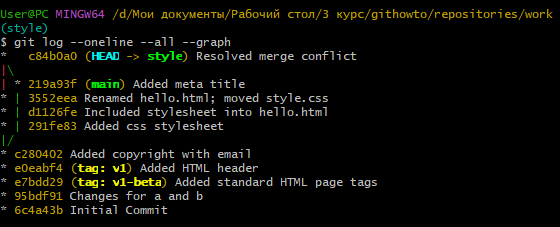 User@PC MINGW64 /d/Мои документы/Рабочий стол/3 курс/githowto/repositories/work
(style)
$ git log --oneline --all --graph
*   c84b0a0 (HEAD -> style) Resolved merge conflict
|\
| * 219a93f (main) Added meta title
* | 3552eea Renamed hello.html; moved style.css
* | d1126fe Included stylesheet into hello.html
* | 291fe83 Added css stylesheet
|/
* c280402 Added copyright with email
* e0eabf4 (tag: v1) Added HTML header
* e7bdd29 (tag: v1-beta) Added standard HTML page tags
* 95bdf91 Changes for a and b
* 6c4a43b Initial Commit